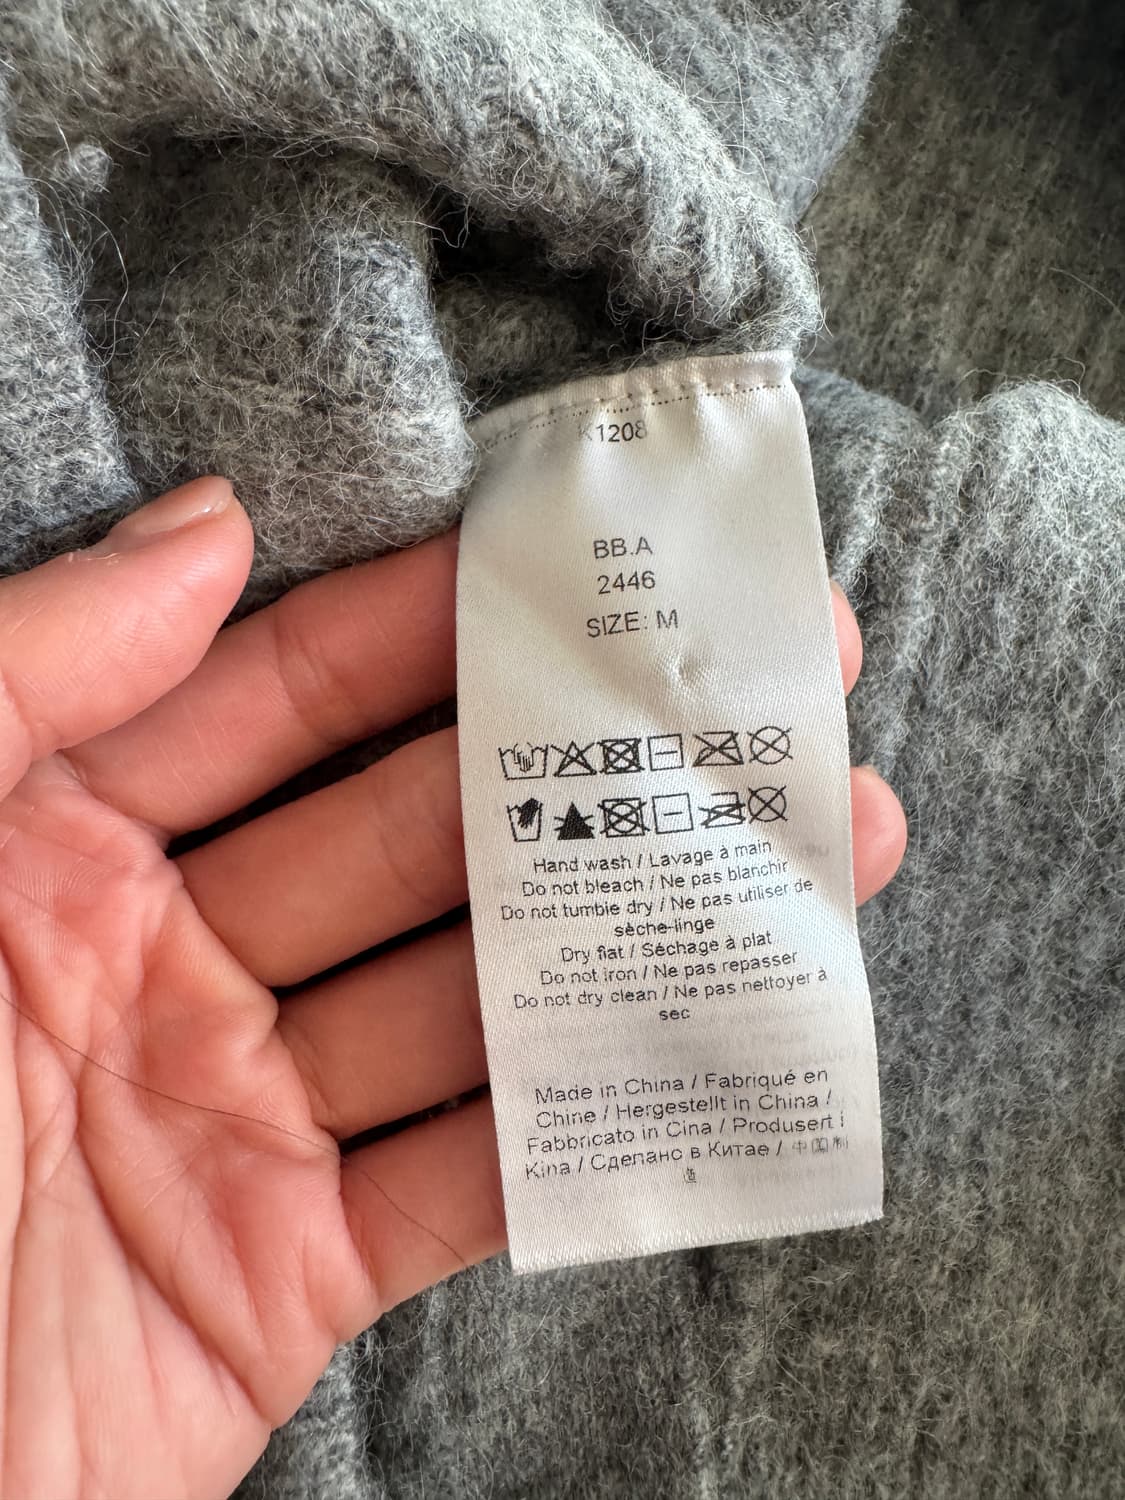 K1208
BB.A
2446
SIZE: M
Hand wash / Lavage à main
Do not bleach / Ne pas blanchir
Do not tumble dry / Ne pas utiliser de
sèche-linge
Dry flat / Séchage à plat
Do not iron / Ne pas repasser
Do not dry clean / Ne pas nettoyer à
sec
Made in China / Fabriqué en
Chine / Hergestellt in China /
Fabbricato in Cina / Produsert i
Kina / Сделано в Китае / 中国制
造